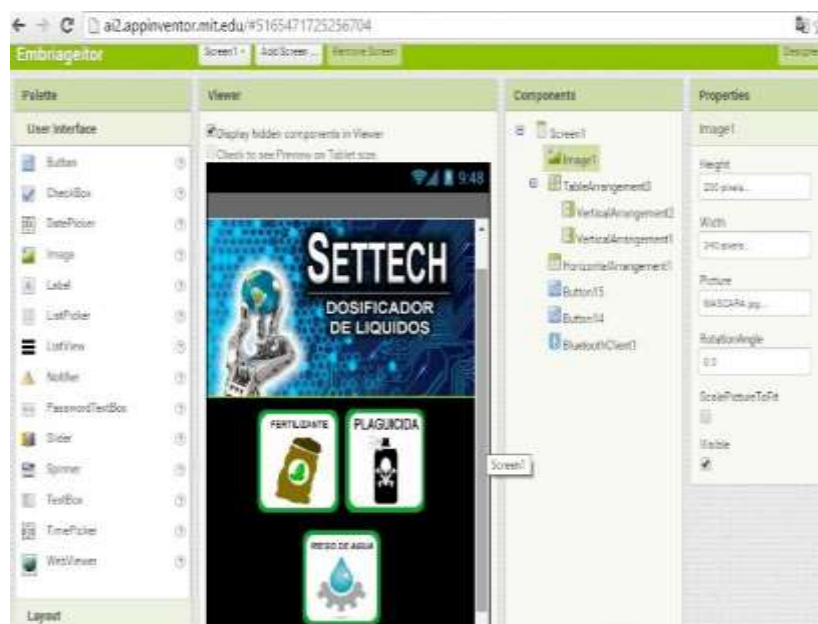 ai2.appinventor.mit.edu/#5165471725256704
Embriageitor
Screen1
Add Screen ...
Remove Screen
Palette
User Interface
Button
CheckBox
DatePicker
Image
Label
ListPicker
ListView
Notifier
PasswordTextBox
Slider
Spinner
TextBox
TimePicker
WebViewer
Layout
Viewer
Display hidden components in Viewer
Check to see Preview on Tablet size.
9:48
SETTECH
DOSIFICADOR
DE LIQUIDOS
FERTILIZANTE
PLAGUICIDA
RIEGO DE AGUA
Screen1
Components
Screen1
Image1
TableArrangement3
VerticalArrangement2
VerticalArrangement1
HorizontalArrangement1
Button15
Button14
BluetoothClient1
Properties
Image1
Height
Width
Picture
MASCARA.jpg...
RotationAngle
0.0
ScalePictureToFit
Visible